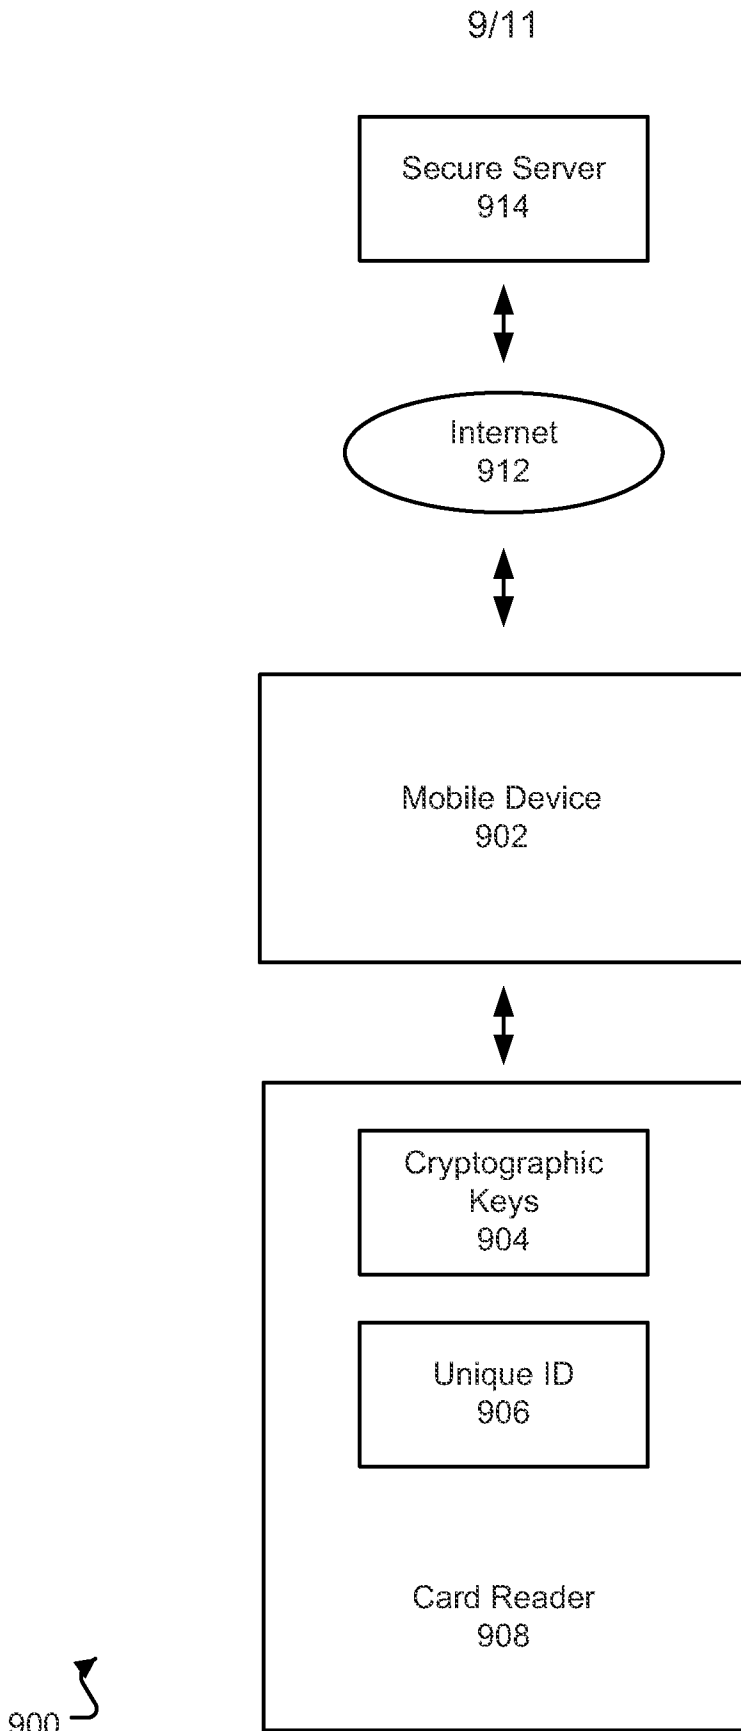 9/11
Secure Server
914
Internet
912
Mobile Device
902
Cryptographic
Keys
904
Unique ID
906
Card Reader
908
900